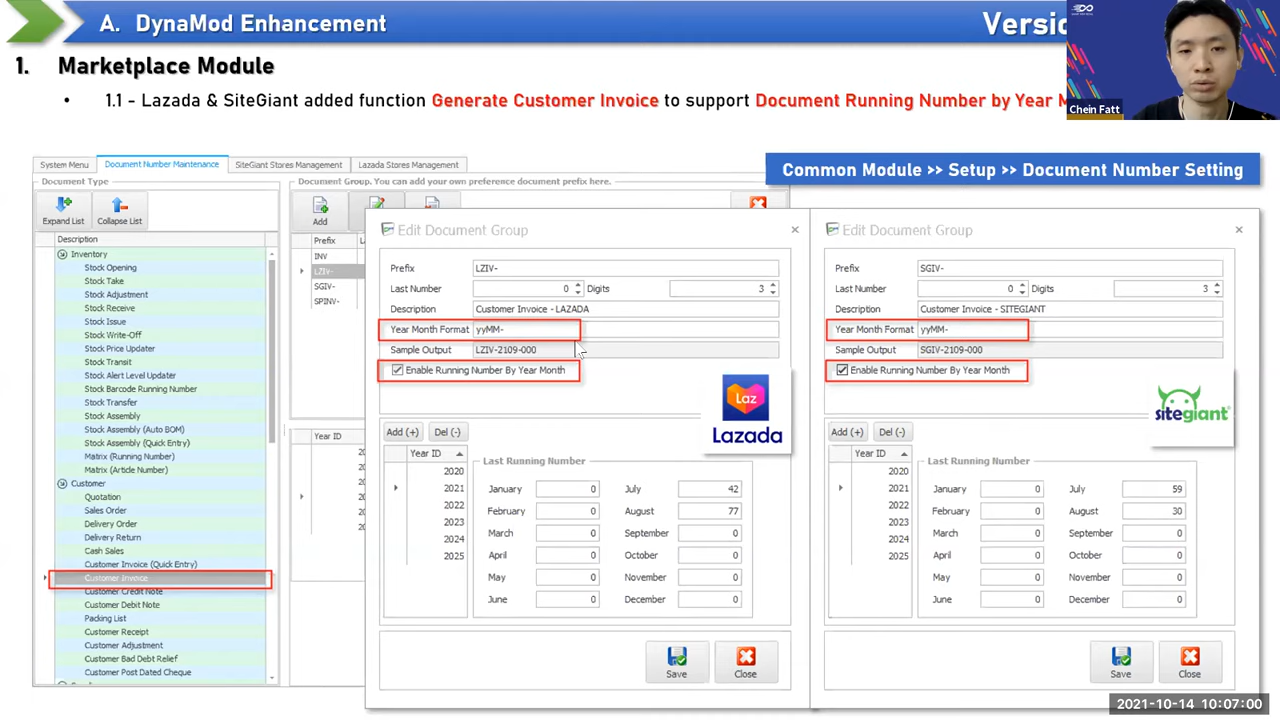 A. DynaMod Enhancement
1. Marketplace Module
• 1.1 - Lazada & SiteGiant added function Generate Customer Invoice to support Document Running Number by Year
Chein Fatt
System Menu Document Number Maintenance SiteGiant Stores Management Lazada Stores Management
Common Module >> Setup >> Document Number Setting
Document Type
Expand List Collapse List
Description
Inventory
Stock Opening
Stock Take
Stock Adjustment
Stock Receive
Stock Issue
Stock Write-Off
Stock Price Updater
Stock Transit
Stock Alert Level Updater
Stock Barcode Running Number
Stock Transfer
Stock Assembly
Stock Assembly (Auto BOM)
Stock Assembly (Quick Entry)
Matrix (Running Number)
Matrix (Article Number)
Customer
Quotation
Sales Order
Delivery Order
Delivery Return
Cash Sales
Customer Invoice (Quick Entry)
Customer Invoice
Customer Credit Note
Customer Debit Note
Packing List
Customer Receipt
Customer Adjustment
Customer Bad Debt Relief
Customer Post Dated Cheque
Document Group. You can add your own preference document prefix here.
Add
Prefix
INV
LZIV-
SGIV-
SPINV-
Year ID
Edit Document Group
Prefix LZIV-
Last Number 0 Digits 3
Description Customer Invoice - LAZADA
Year Month Format yyMM-
Sample Output LZIV-2109-000
Enable Running Number By Year Month
Laz
Lazada
Add (+) Del (-)
Year ID
2020
2021
2022
2023
2024
2025
Last Running Number
January 0 July 42
February 0 August 77
March 0 September 0
April 0 October 0
May 0 November 0
June 0 December 0
Save Close
Edit Document Group
Prefix SGIV-
Last Number 0 Digits 3
Description Customer Invoice - SITEGIANT
Year Month Format yyMM-
Sample Output SGIV-2109-000
Enable Running Number By Year Month
sitegiant
Add (+) Del (-)
Year ID
2020
2021
2022
2023
2024
2025
Last Running Number
January 0 July 59
February 0 August 30
March 0 September 0
April 0 October 0
May 0 November 0
June 0 December 0
Save Close
2021-10-14 10:07:00